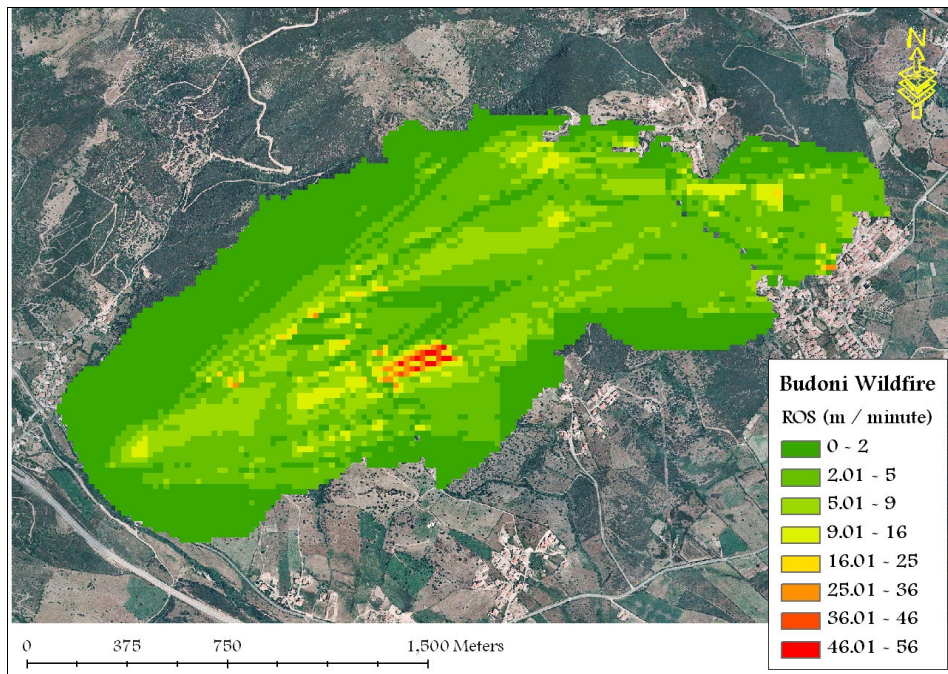 N
Budoni Wildfire
ROS (m / minute)
0 - 2
2.01 - 5
5.01 - 9
9.01 - 16
16.01 - 25
25.01 - 36
36.01 - 46
46.01 - 56
0 375 750 1,500 Meters